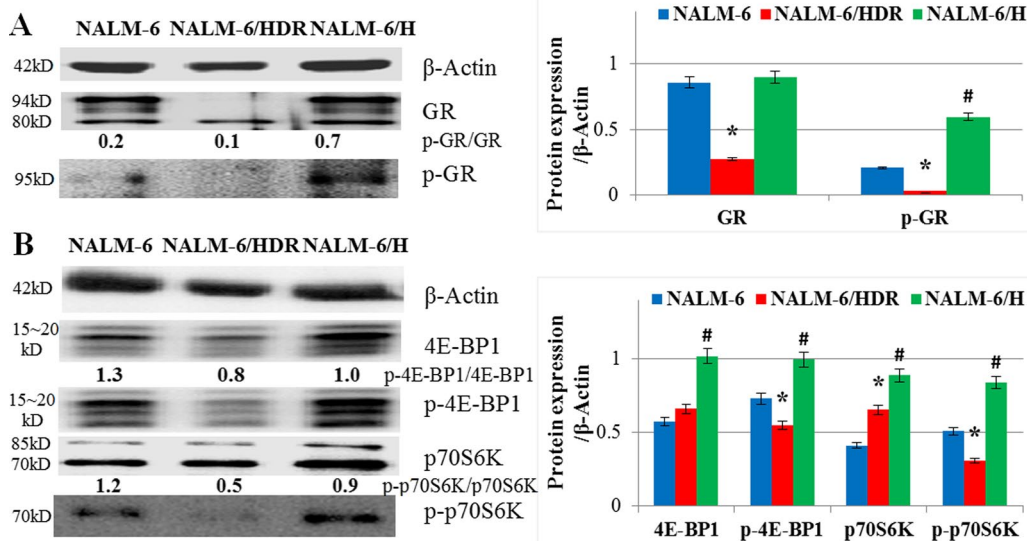 A
NALM-6 NALM-6/HDR NALM-6/H
42kD β-Actin
94kD
GR
80kD
0.2 0.1 0.7 p-GR/GR
95kD p-GR
NALM-6 NALM-6/HDR NALM-6/H
Protein expression
/β-Actin
1
0.5
0
* * #
GR p-GR
B
NALM-6 NALM-6/HDR NALM-6/H
42kD β-Actin
15~20
kD
4E-BP1
1.3 0.8 1.0 p-4E-BP1/4E-BP1
15~20
kD
p-4E-BP1
85kD
p70S6K
70kD
1.2 0.5 0.9 p-p70S6K/p70S6K
70kD p-p70S6K
NALM-6 NALM-6/HDR NALM-6/H
Protein expression
/β-Actin
1
0.5
0
# * # * # * #
4E-BP1 p-4E-BP1 p70S6K p-p70S6K